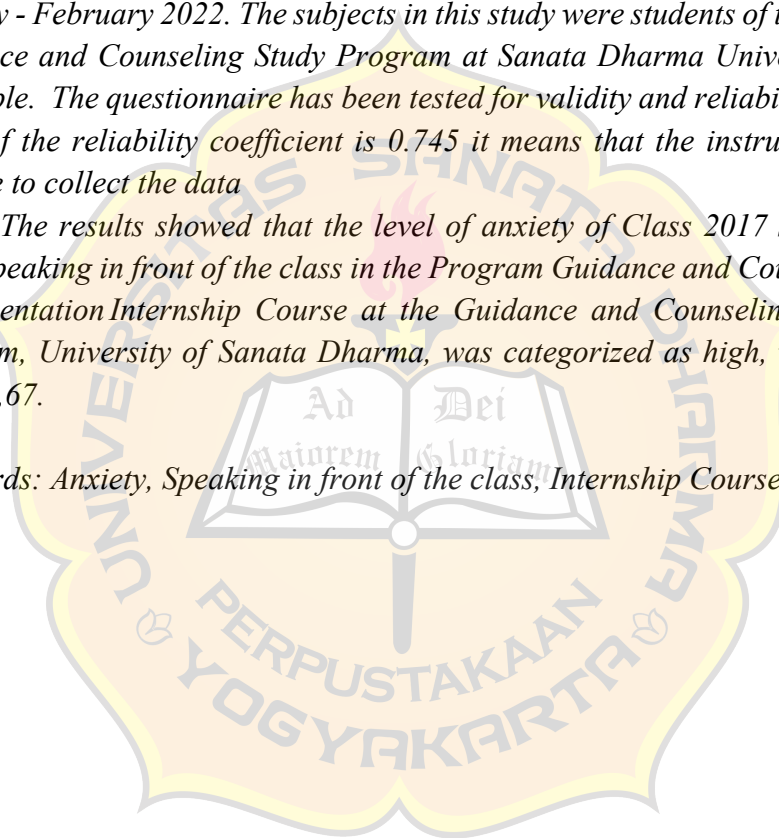 - February 2022. The subjects in this study were students of
ce and Counseling Study Program at Sanata Dharma Unive
ple. The questionnaire has been tested for validity and reliabi
f the reliability coefficient is 0.745 it means that the instru
e to collect the data
The results showed that the level of anxiety of Class 2017
peaking in front of the class in the Program Guidance and Co
entation Internship Course at the Guidance and Counselin
m, University of Sanata Dharma, was categorized as high,
,67.
rds: Anxiety, Speaking in front of the class, Internship Course
UNIVERSITAS SANATA DHARMA
Ad Dei
Maiorem Gloriam
PERPUSTAKAAN
YOGYAKARTA